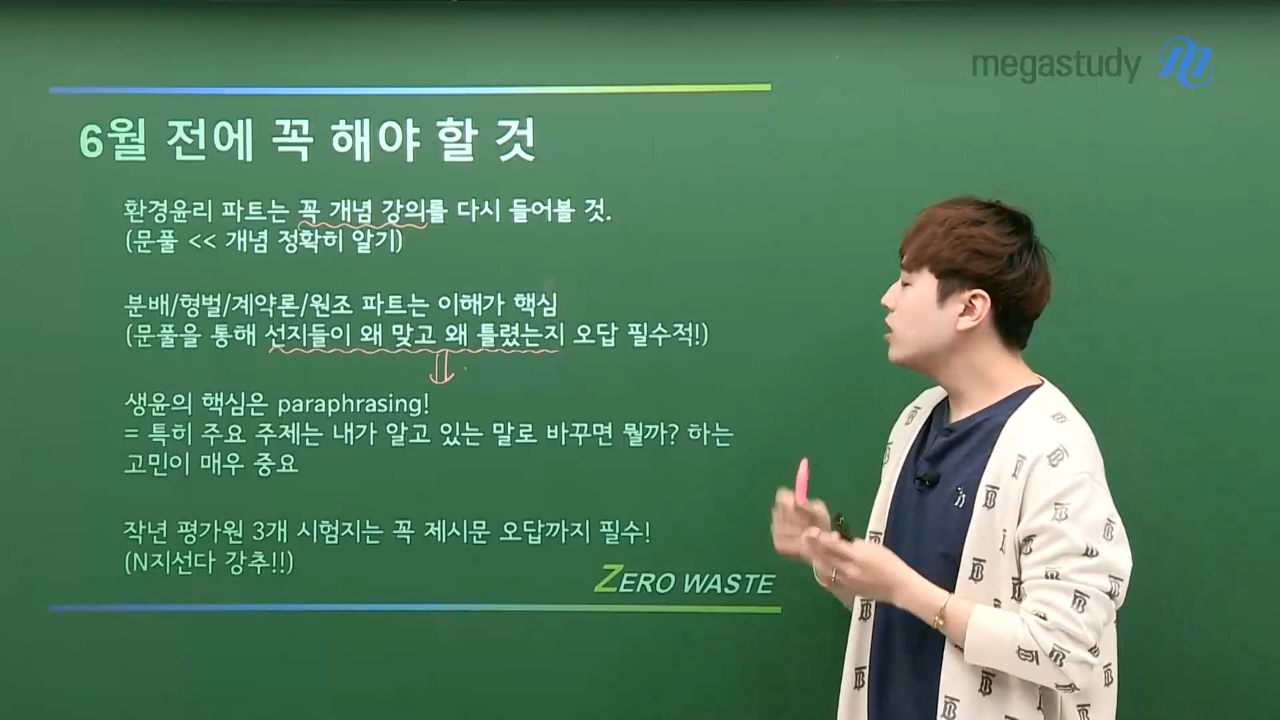 megastudy
6월 전에 꼭 해야 할 것
환경윤리 파트는 꼭 개념 강의를 다시 들어볼 것.
(문풀 << 개념 정확히 알기)
분배/형벌/계약론/원조 파트는 이해가 핵심
(문풀을 통해 선지들이 왜 맞고 왜 틀렸는지 오답 필수적!)
생윤의 핵심은 paraphrasing!
= 특히 주요 주제는 내가 알고 있는 말로 바꾸면 뭘까? 하는
고민이 매우 중요
작년 평가원 3개 시험지는 꼭 제시문 오답까지 필수!
(N지선다 강추!!)
ZERO WASTE